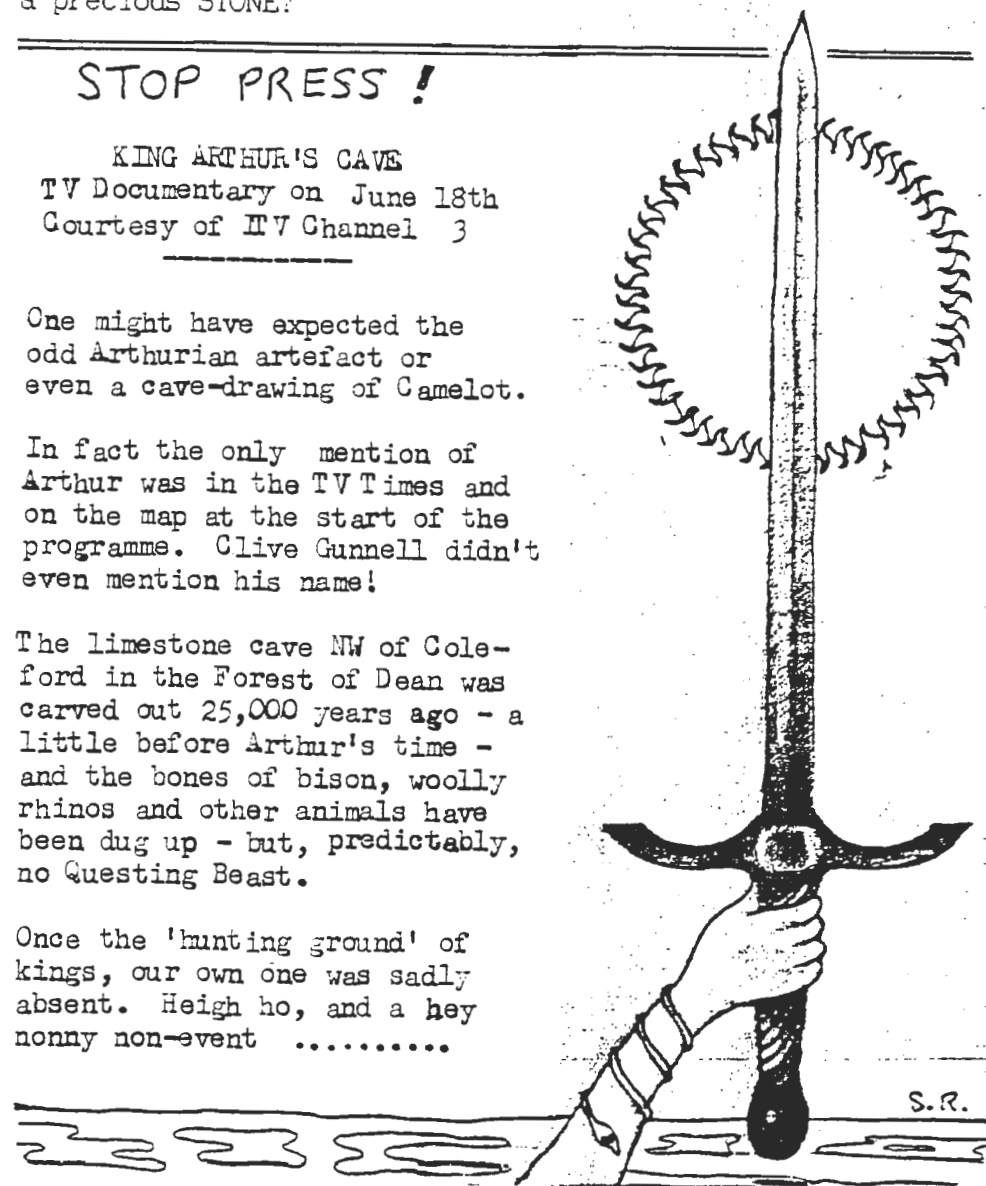 a precious STONE!
STOP PRESS!
KING ARTHUR'S CAVE
TV Documentary on June 18th
Courtesy of ITV Channel 3
One might have expected the
odd Arthurian artefact or
even a cave-drawing of Camelot.
In fact the only mention of
Arthur was in the TV Times and
on the map at the start of the
programme. Clive Gunnell didn't
even mention his name!
The limestone cave NW of Cole-
ford in the Forest of Dean was
carved out 25,000 years ago - a
little before Arthur's time -
and the bones of bison, woolly
rhinos and other animals have
been dug up - but, predictably,
no Questing Beast.
Once the 'hunting ground' of
kings, our own one was sadly
absent. Heigh ho, and a hey
nonny non-event ..........
S.R.